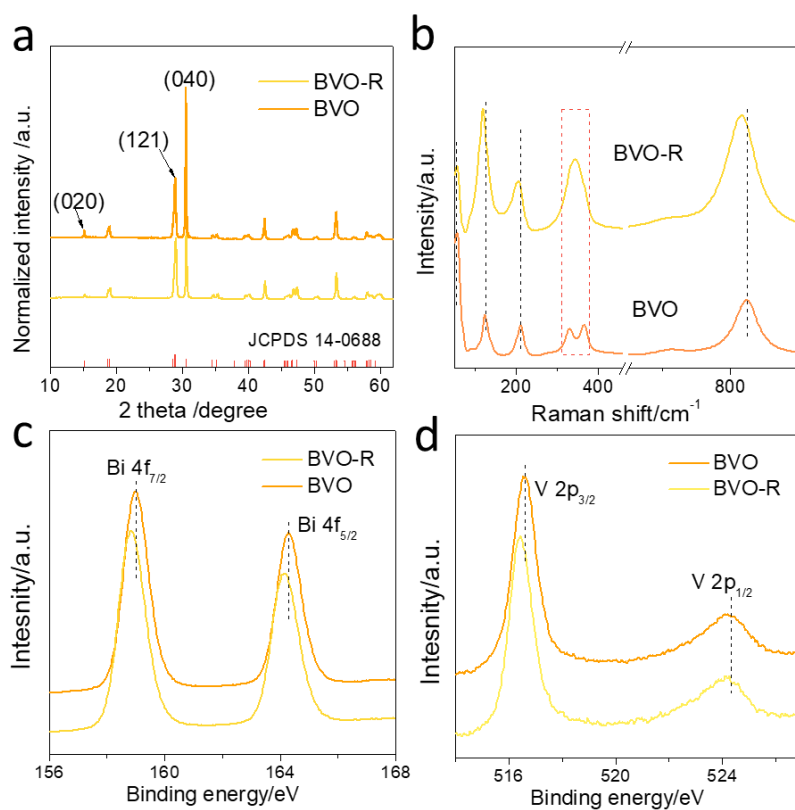 a
Normalized intensity /a.u.
(040)
(121)
(020)
BVO-R
BVO
JCPDS 14-0688
10 20 30 40 50 60
2 theta /degree
b
Intensity/a.u.
BVO-R
BVO
200 400 800
Raman shift/cm⁻¹
c
Intesnity/a.u.
Bi 4f₇/₂
BVO-R
BVO
Bi 4f₅/₂
156 160 164 168
Binding energy/eV
d
Intesnity/a.u.
BVO
BVO-R
V 2p₃/₂
V 2p₁/₂
516 520 524
Binding energy/eV